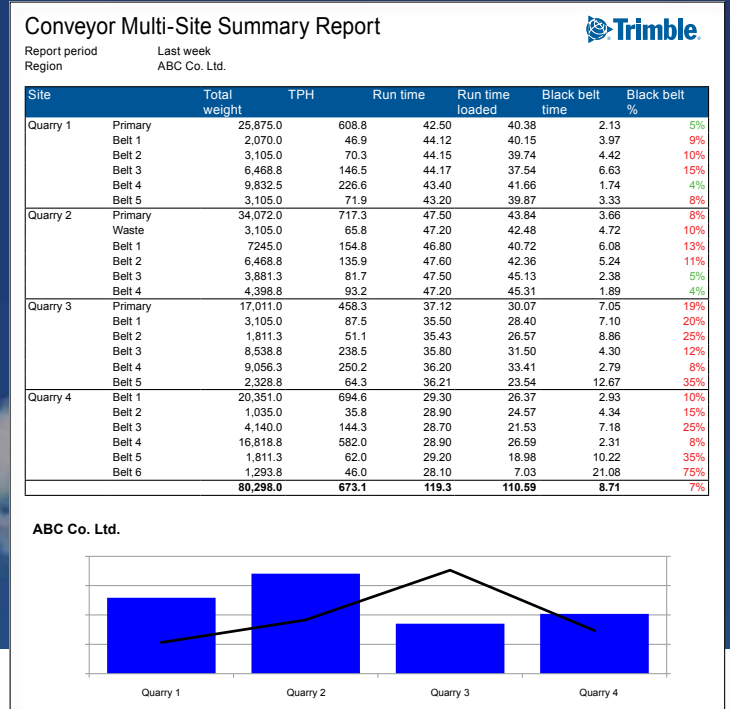 Conveyor Multi-Site Summary Report
Trimble
Report period Last week
Region ABC Co. Ltd.
Site Total weight TPH Run time Run time loaded Black belt time Black belt %
Quarry 1 Primary 25,875.0 608.8 42.50 40.38 2.13 5%
Belt 1 2,070.0 46.9 44.12 40.15 3.97 9%
Belt 2 3,105.0 70.3 44.15 39.74 4.42 10%
Belt 3 6,468.8 146.5 44.17 37.54 6.63 15%
Belt 4 9,832.5 226.6 43.40 41.66 1.74 4%
Belt 5 3,105.0 71.9 43.20 39.87 3.33 8%
Quarry 2 Primary 34,072.0 717.3 47.50 43.84 3.66 8%
Waste 3,105.0 65.8 47.20 42.48 4.72 10%
Belt 1 7245.0 154.8 46.80 40.72 6.08 13%
Belt 2 6,468.8 135.9 47.60 42.36 5.24 11%
Belt 3 3,881.3 81.7 47.50 45.13 2.38 5%
Belt 4 4,398.8 93.2 47.20 45.31 1.89 4%
Quarry 3 Primary 17,011.0 458.3 37.12 30.07 7.05 19%
Belt 1 3,105.0 87.5 35.50 28.40 7.10 20%
Belt 2 1,811.3 51.1 35.43 26.57 8.86 25%
Belt 3 8,538.8 238.5 35.80 31.50 4.30 12%
Belt 4 9,056.3 250.2 36.20 33.41 2.79 8%
Belt 5 2,328.8 64.3 36.21 23.54 12.67 35%
Quarry 4 Belt 1 20,351.0 694.6 29.30 26.37 2.93 10%
Belt 2 1,035.0 35.8 28.90 24.57 4.34 15%
Belt 3 4,140.0 144.3 28.70 21.53 7.18 25%
Belt 4 16,818.8 582.0 28.90 26.59 2.31 8%
Belt 5 1,811.3 62.0 29.20 18.98 10.22 35%
Belt 6 1,293.8 46.0 28.10 7.03 21.08 75%
80,298.0 673.1 119.3 110.59 8.71 7%
ABC Co. Ltd.
Quarry 1 Quarry 2 Quarry 3 Quarry 4